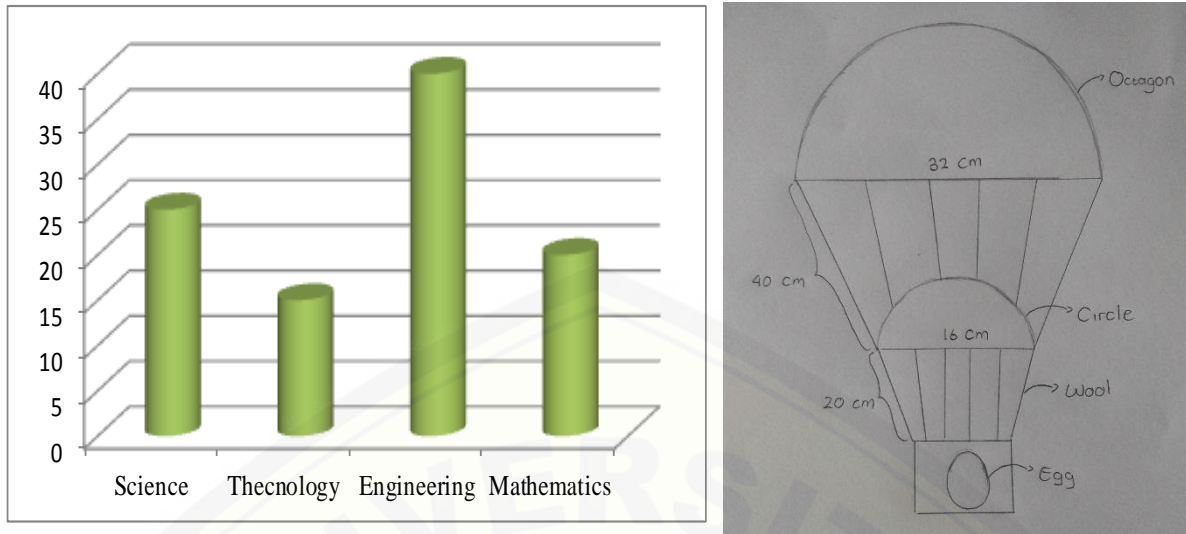 40
35
30
25
20
15
10
5
0
Science Thecnology Engineering Mathematics
Octagon
32 cm
40 cm
Circle
16 cm
20 cm
Wool
Egg